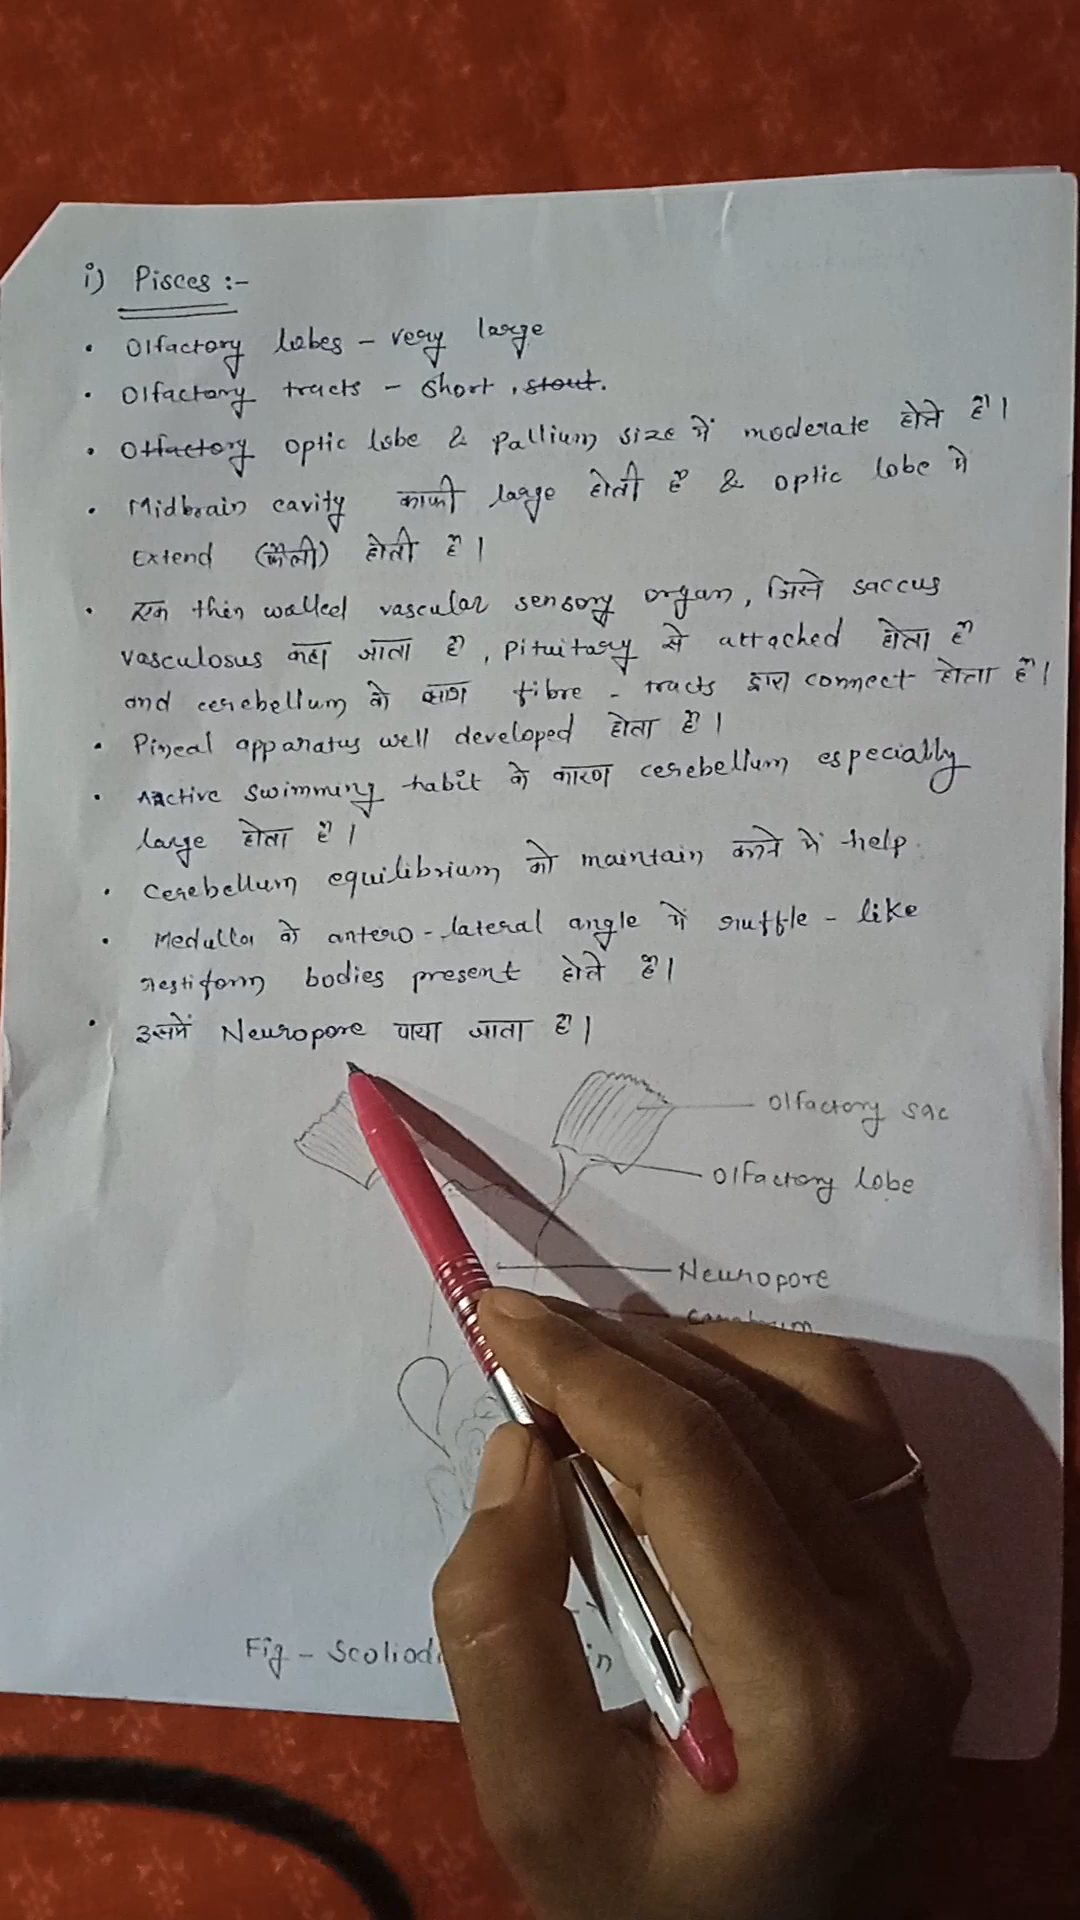 i) Pisces :-
• Olfactory lobes - very large
• Olfactory tracts - short, stout.
• Olfactory optic lobe & Pallium size में moderate होते हैं।
• Midbrain cavity काफी large होती है & optic lobe में
Extend (फैली) होती है।
• एक thin walled vascular sensory organ, जिसे saccus
vasculosus कहा जाता है, Pituitary से attached होता है
and cerebellum के साथ fibre - tracts द्वारा connect होता है।
• Pineal apparatus well developed होता है।
• Active swimming habit के कारण cerebellum especially
large होता है।
• Cerebellum equilibrium को maintain करने में help.
• Medulla के antero-lateral angle में ruffle-like
restiform bodies present होते हैं।
• इसमें Neuropore पाया जाता है।
Olfactory sac
Olfactory lobe
Neuropore
Fig - Scoliod
in